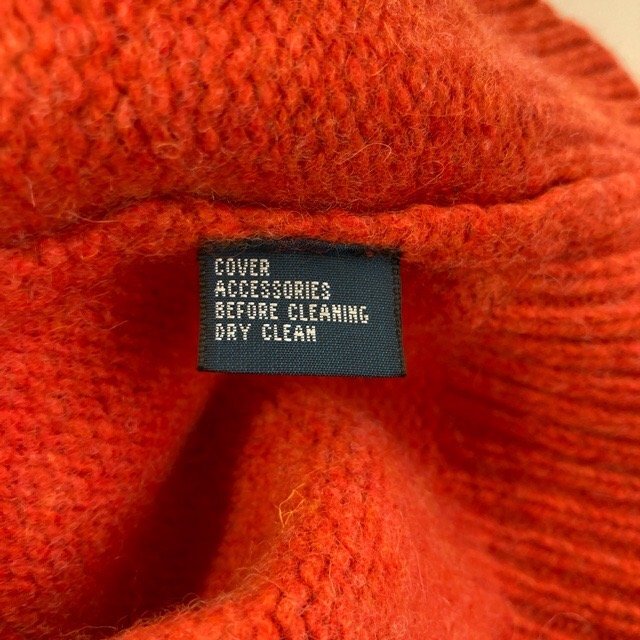 COVER
ACCESSORIES
BEFORE CLEANING
DRY CLEAN